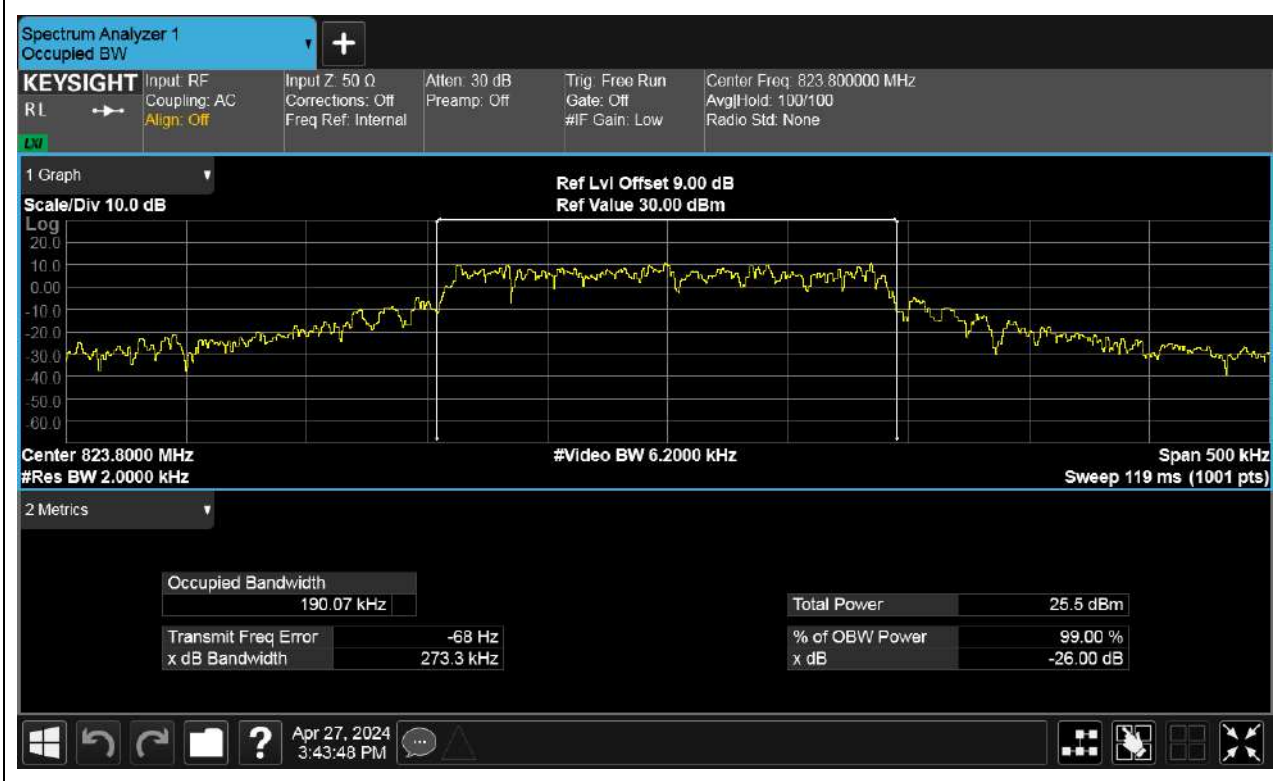 Spectrum Analyzer 1
Occupied BW
+
KEYSIGHT Input: RF Input Z: 50 Ω Atten: 30 dB Trig: Free Run Center Freq: 823.800000 MHz
RL Coupling: AC Corrections: Off Preamp: Off Gate: Off Avg|Hold: 100/100
Align: Off Freq Ref: Internal #IF Gain: Low Radio Std: None
LXI
1 Graph
Ref Lvl Offset 9.00 dB
Scale/Div 10.0 dB Ref Value 30.00 dBm
Log
20.0
10.0
0.00
-10.0
-20.0
-30.0
-40.0
-50.0
-60.0
Center 823.8000 MHz #Video BW 6.2000 kHz Span 500 kHz
#Res BW 2.0000 kHz Sweep 119 ms (1001 pts)
2 Metrics
Occupied Bandwidth
190.07 kHz Total Power 25.5 dBm
Transmit Freq Error -68 Hz % of OBW Power 99.00 %
x dB Bandwidth 273.3 kHz x dB -26.00 dB
? Apr 27, 2024
3:43:48 PM